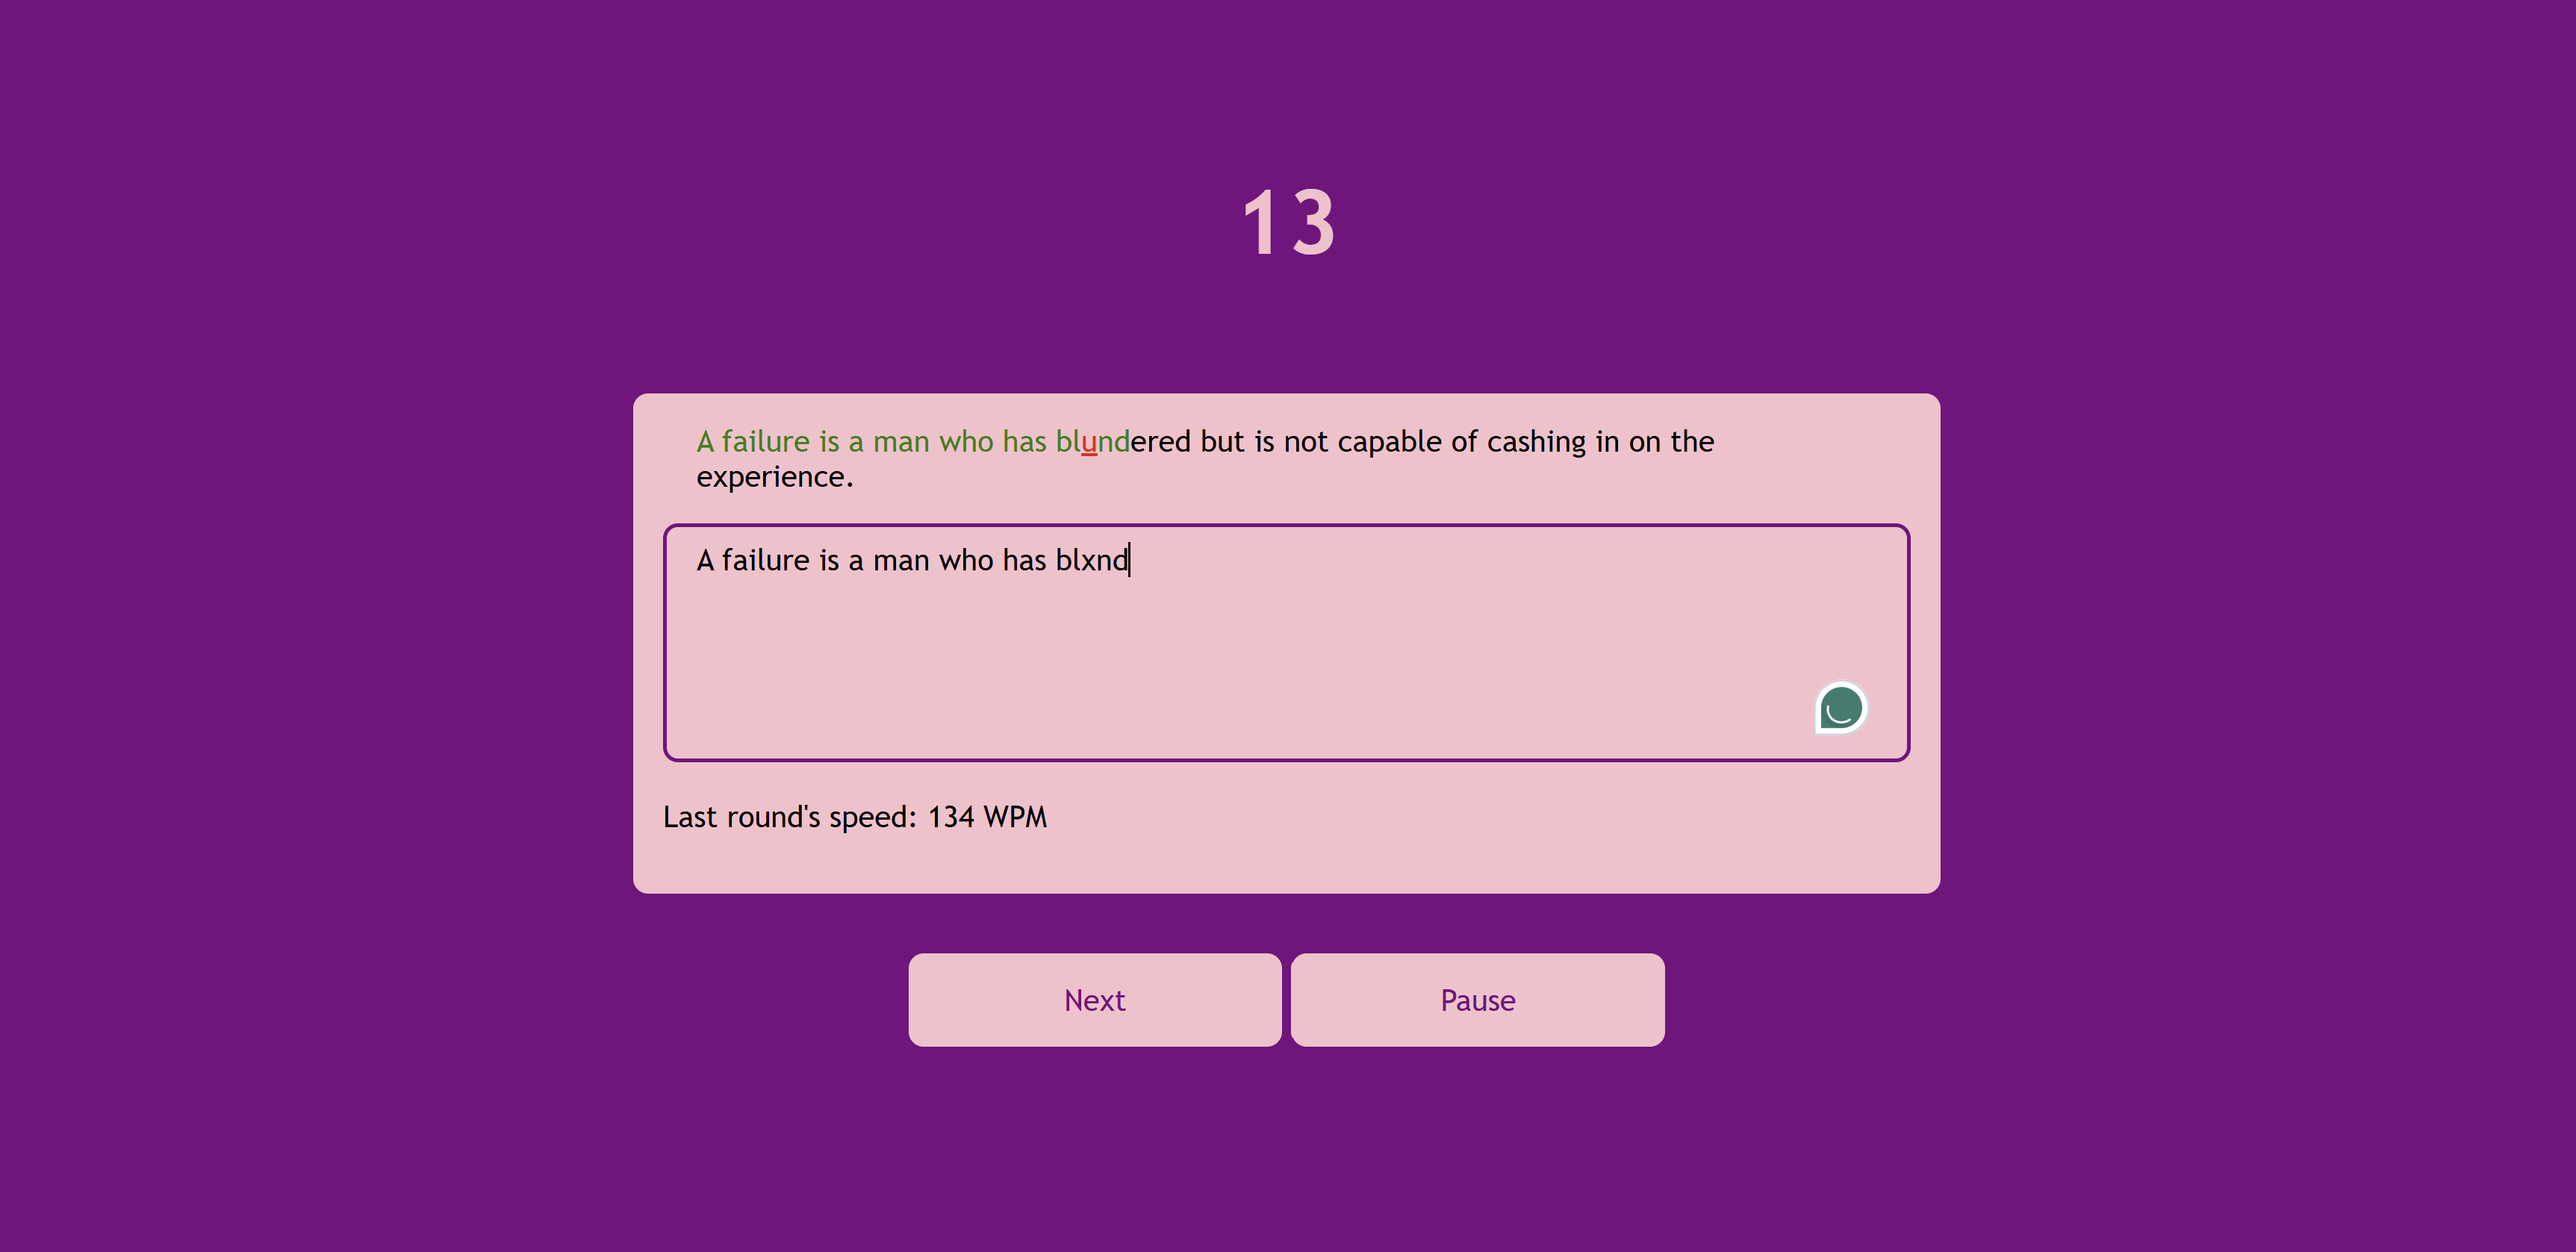 13
A failure is a man who has blundered but is not capable of cashing in on the
experience.
A failure is a man who has blxnd
Last round's speed: 134 WPM
Next
Pause